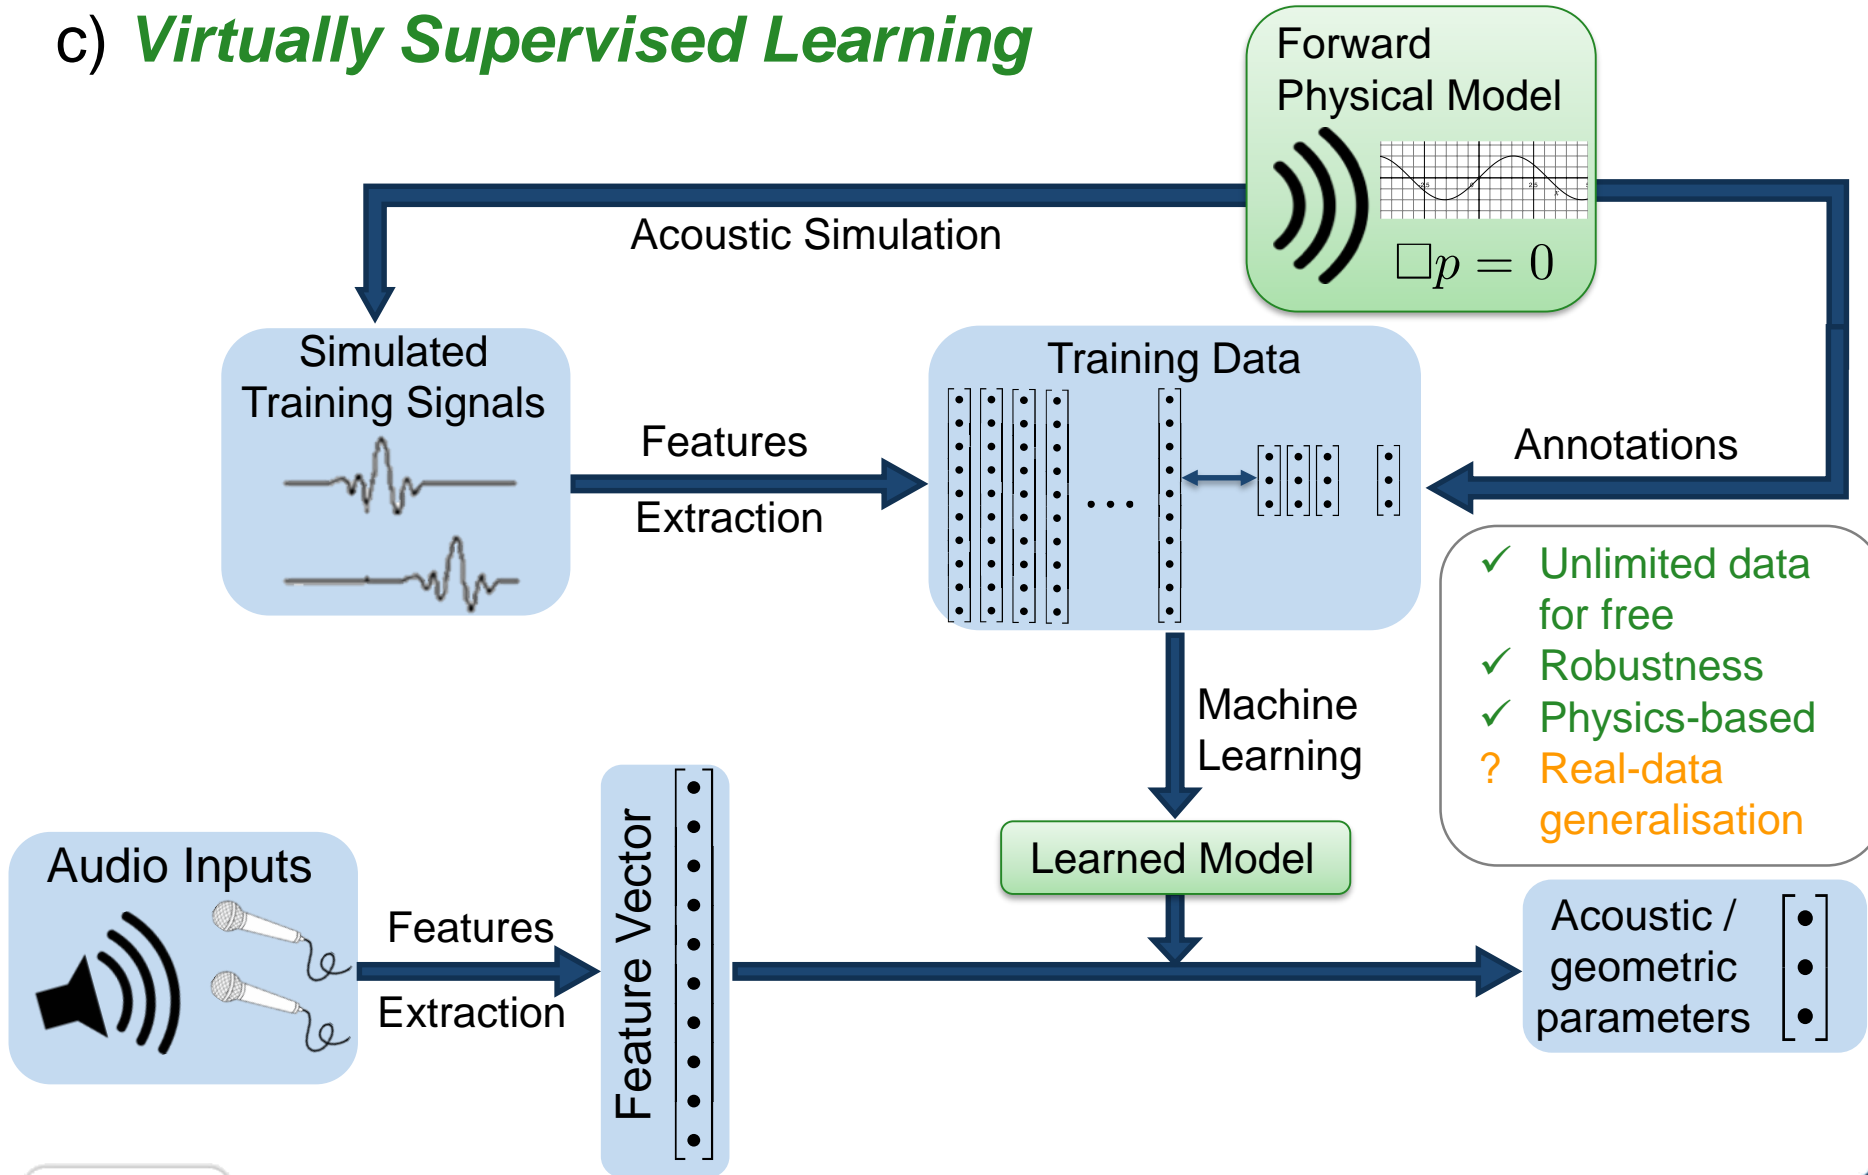 c) Virtually Supervised Learning
Forward
Physical Model
□p = 0
Acoustic Simulation
Simulated
Training Signals
Features
Extraction
Training Data
...
Annotations
✓ Unlimited data
for free
✓ Robustness
✓ Physics-based
? Real-data
generalisation
Machine
Learning
Learned Model
Audio Inputs
Features
Extraction
Feature Vector
Acoustic /
geometric
parameters